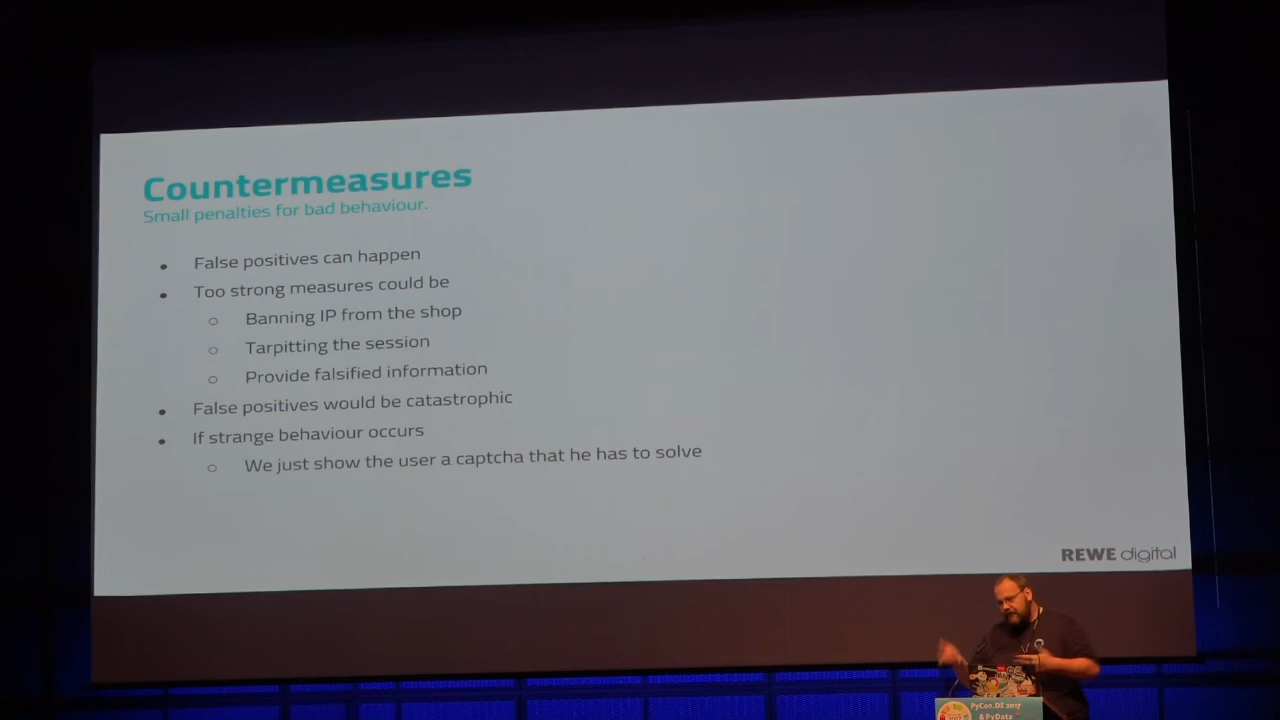 Countermeasures
Small penalties for bad behaviour.
False positives can happen
Too strong measures could be
Banning IP from the shop
Tarpitting the session
Provide falsified information
False positives would be catastrophic
If strange behaviour occurs
We just show the user a captcha that he has to solve
REWE digital
PyCon.DE 2017
& PyData